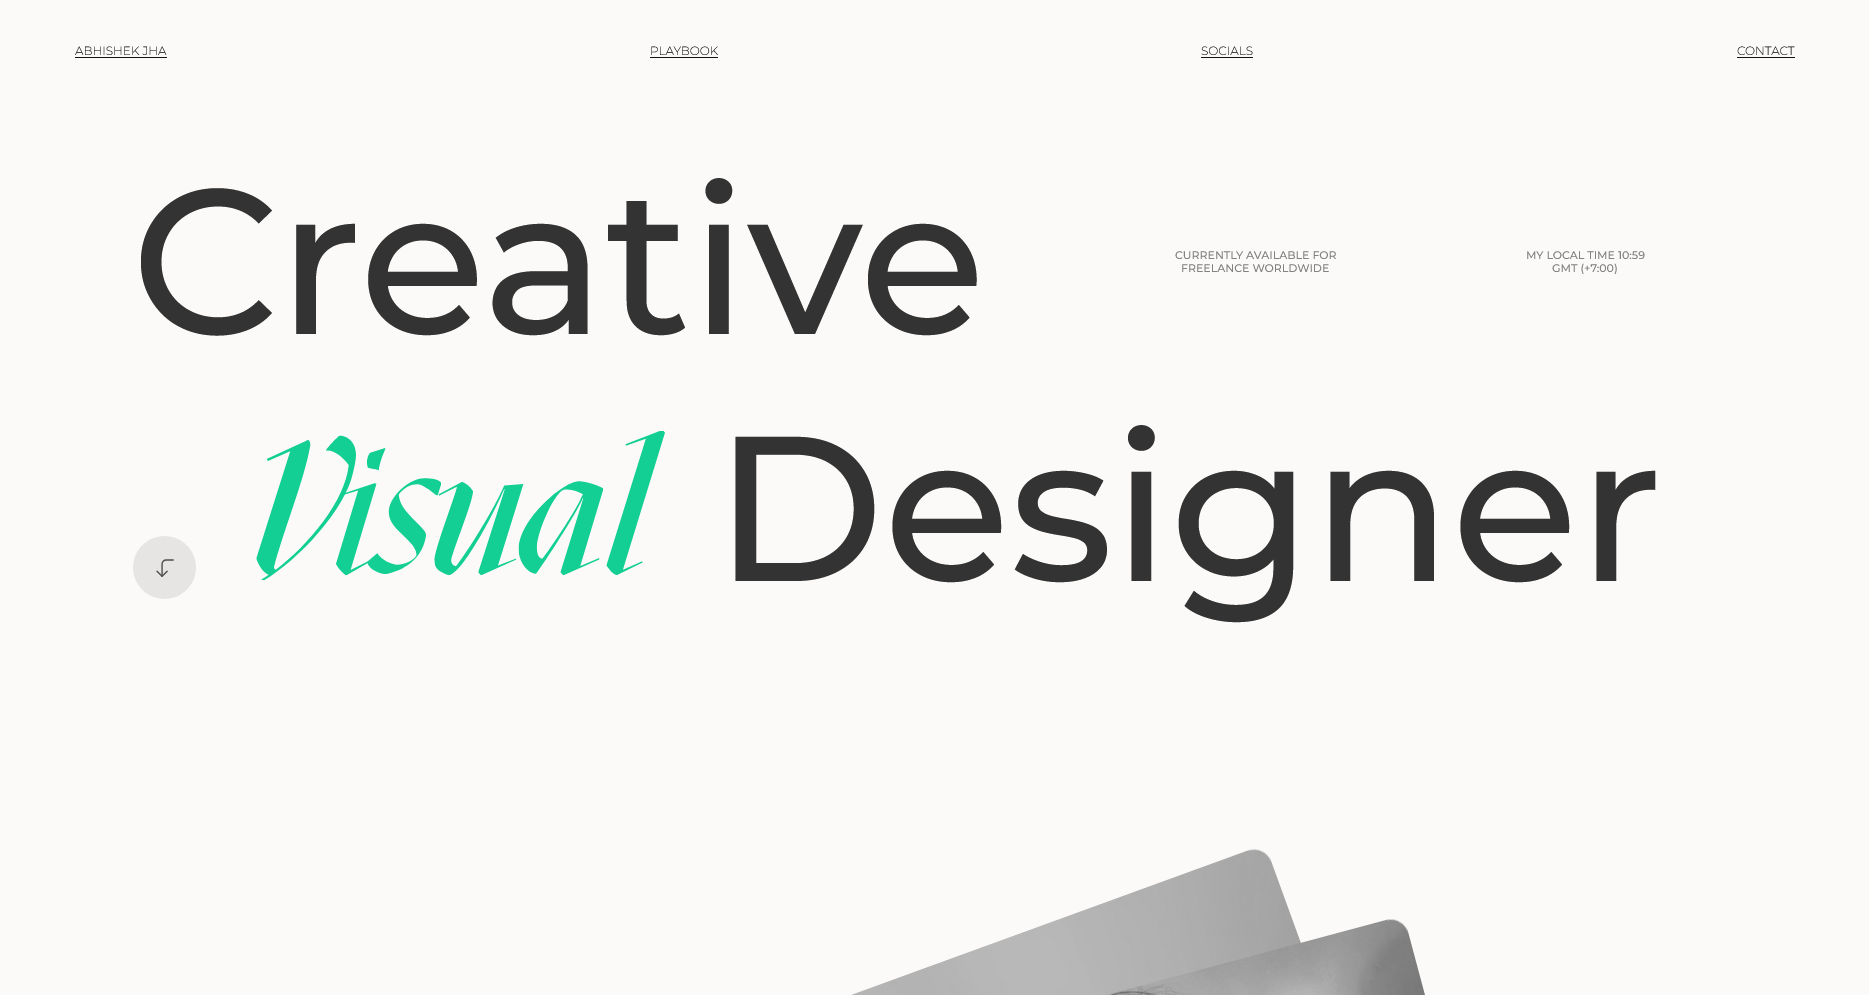 ABHISHEK JHA
PLAYBOOK
SOCIALS
CONTACT
Creative
CURRENTLY AVAILABLE FOR
FREELANCE WORLDWIDE
MY LOCAL TIME 10:59
GMT (+7:00)
Visual Designer